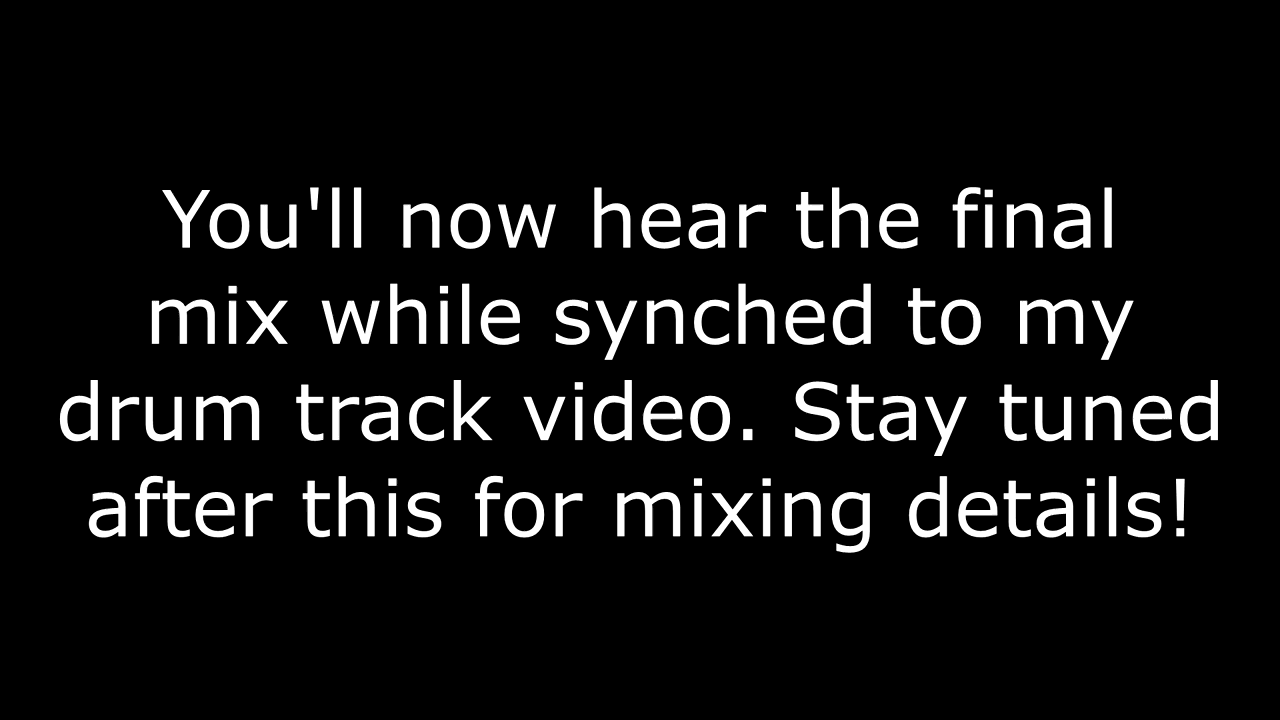 You'll now hear the final
mix while synched to my
drum track video. Stay tuned
after this for mixing details!